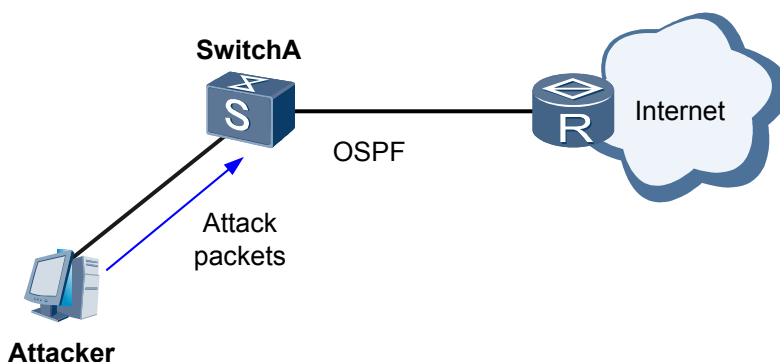 SwitchA
S
R
Internet
OSPF
Attack
packets
Attacker